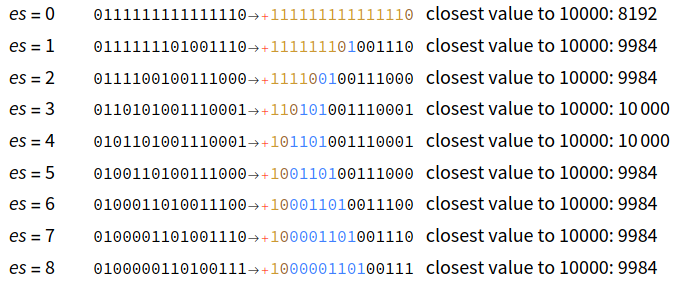 es = 0 0111111111111110→+111111111111110 closest value to 10000: 8192
es = 1 0111111101001110→+111111101001110 closest value to 10000: 9984
es = 2 0111100100111000→+111100100111000 closest value to 10000: 9984
es = 3 0110101001110001→+110101001110001 closest value to 10000: 10 000
es = 4 0101101001110001→+101101001110001 closest value to 10000: 10 000
es = 5 0100110100111000→+100110100111000 closest value to 10000: 9984
es = 6 0100011010011100→+100011010011100 closest value to 10000: 9984
es = 7 0100001101001110→+100001101001110 closest value to 10000: 9984
es = 8 0100000110100111→+100000110100111 closest value to 10000: 9984